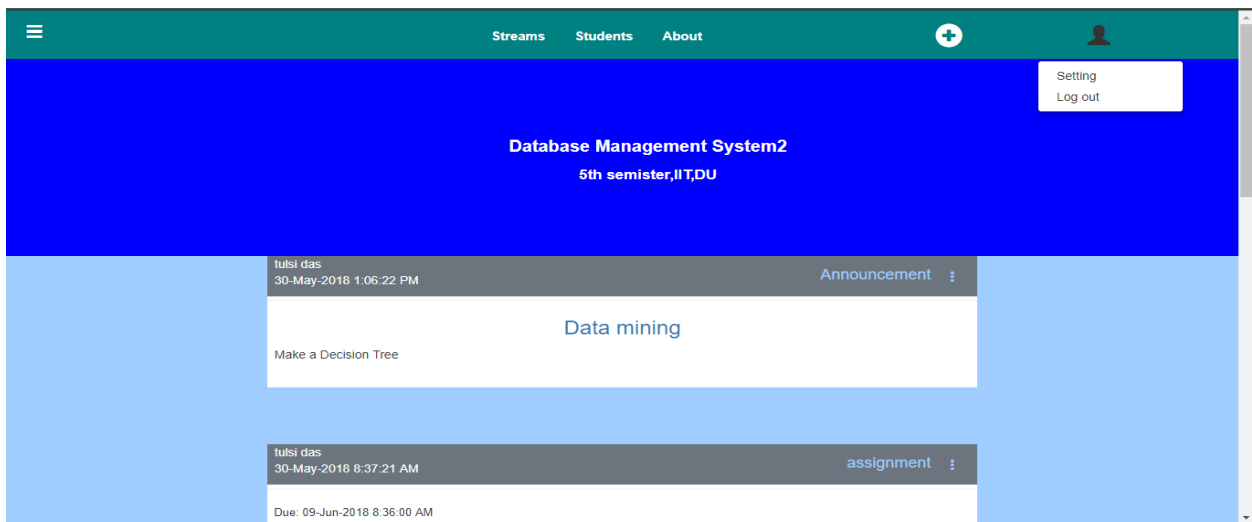 Streams Students About
Setting
Log out
Database Management System2
5th semister,IIT,DU
tulsi das
30-May-2018 1:06:22 PM
Announcement
Data mining
Make a Decision Tree
tulsi das
30-May-2018 8:37:21 AM
assignment
Due: 09-Jun-2018 8:36:00 AM